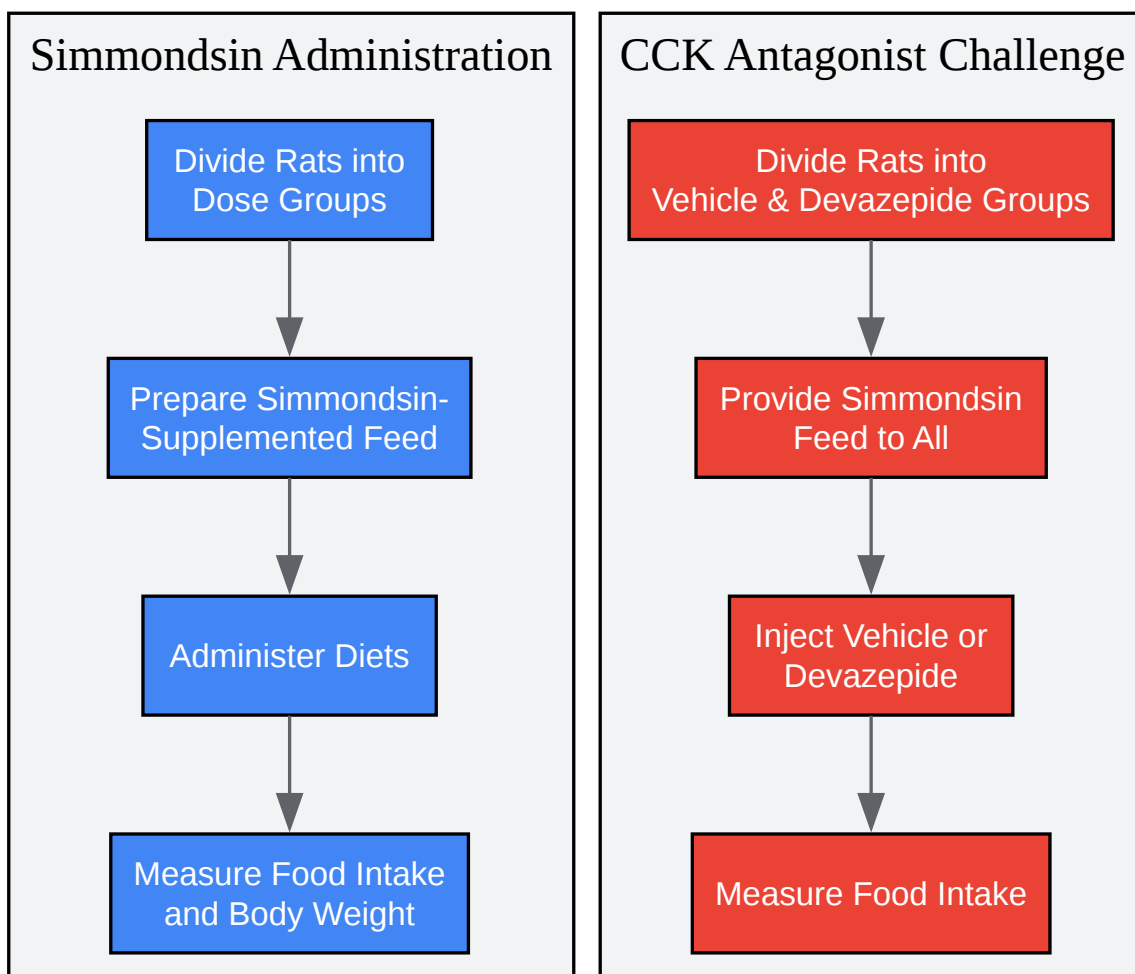 Simmondsin Administration
Divide Rats into
Dose Groups
Prepare Simmondsin-
Supplemented Feed
Administer Diets
Measure Food Intake
and Body Weight
CCK Antagonist Challenge
Divide Rats into
Vehicle & Devazepide Groups
Provide Simmondsin
Feed to All
Inject Vehicle or
Devazepide
Measure Food Intake